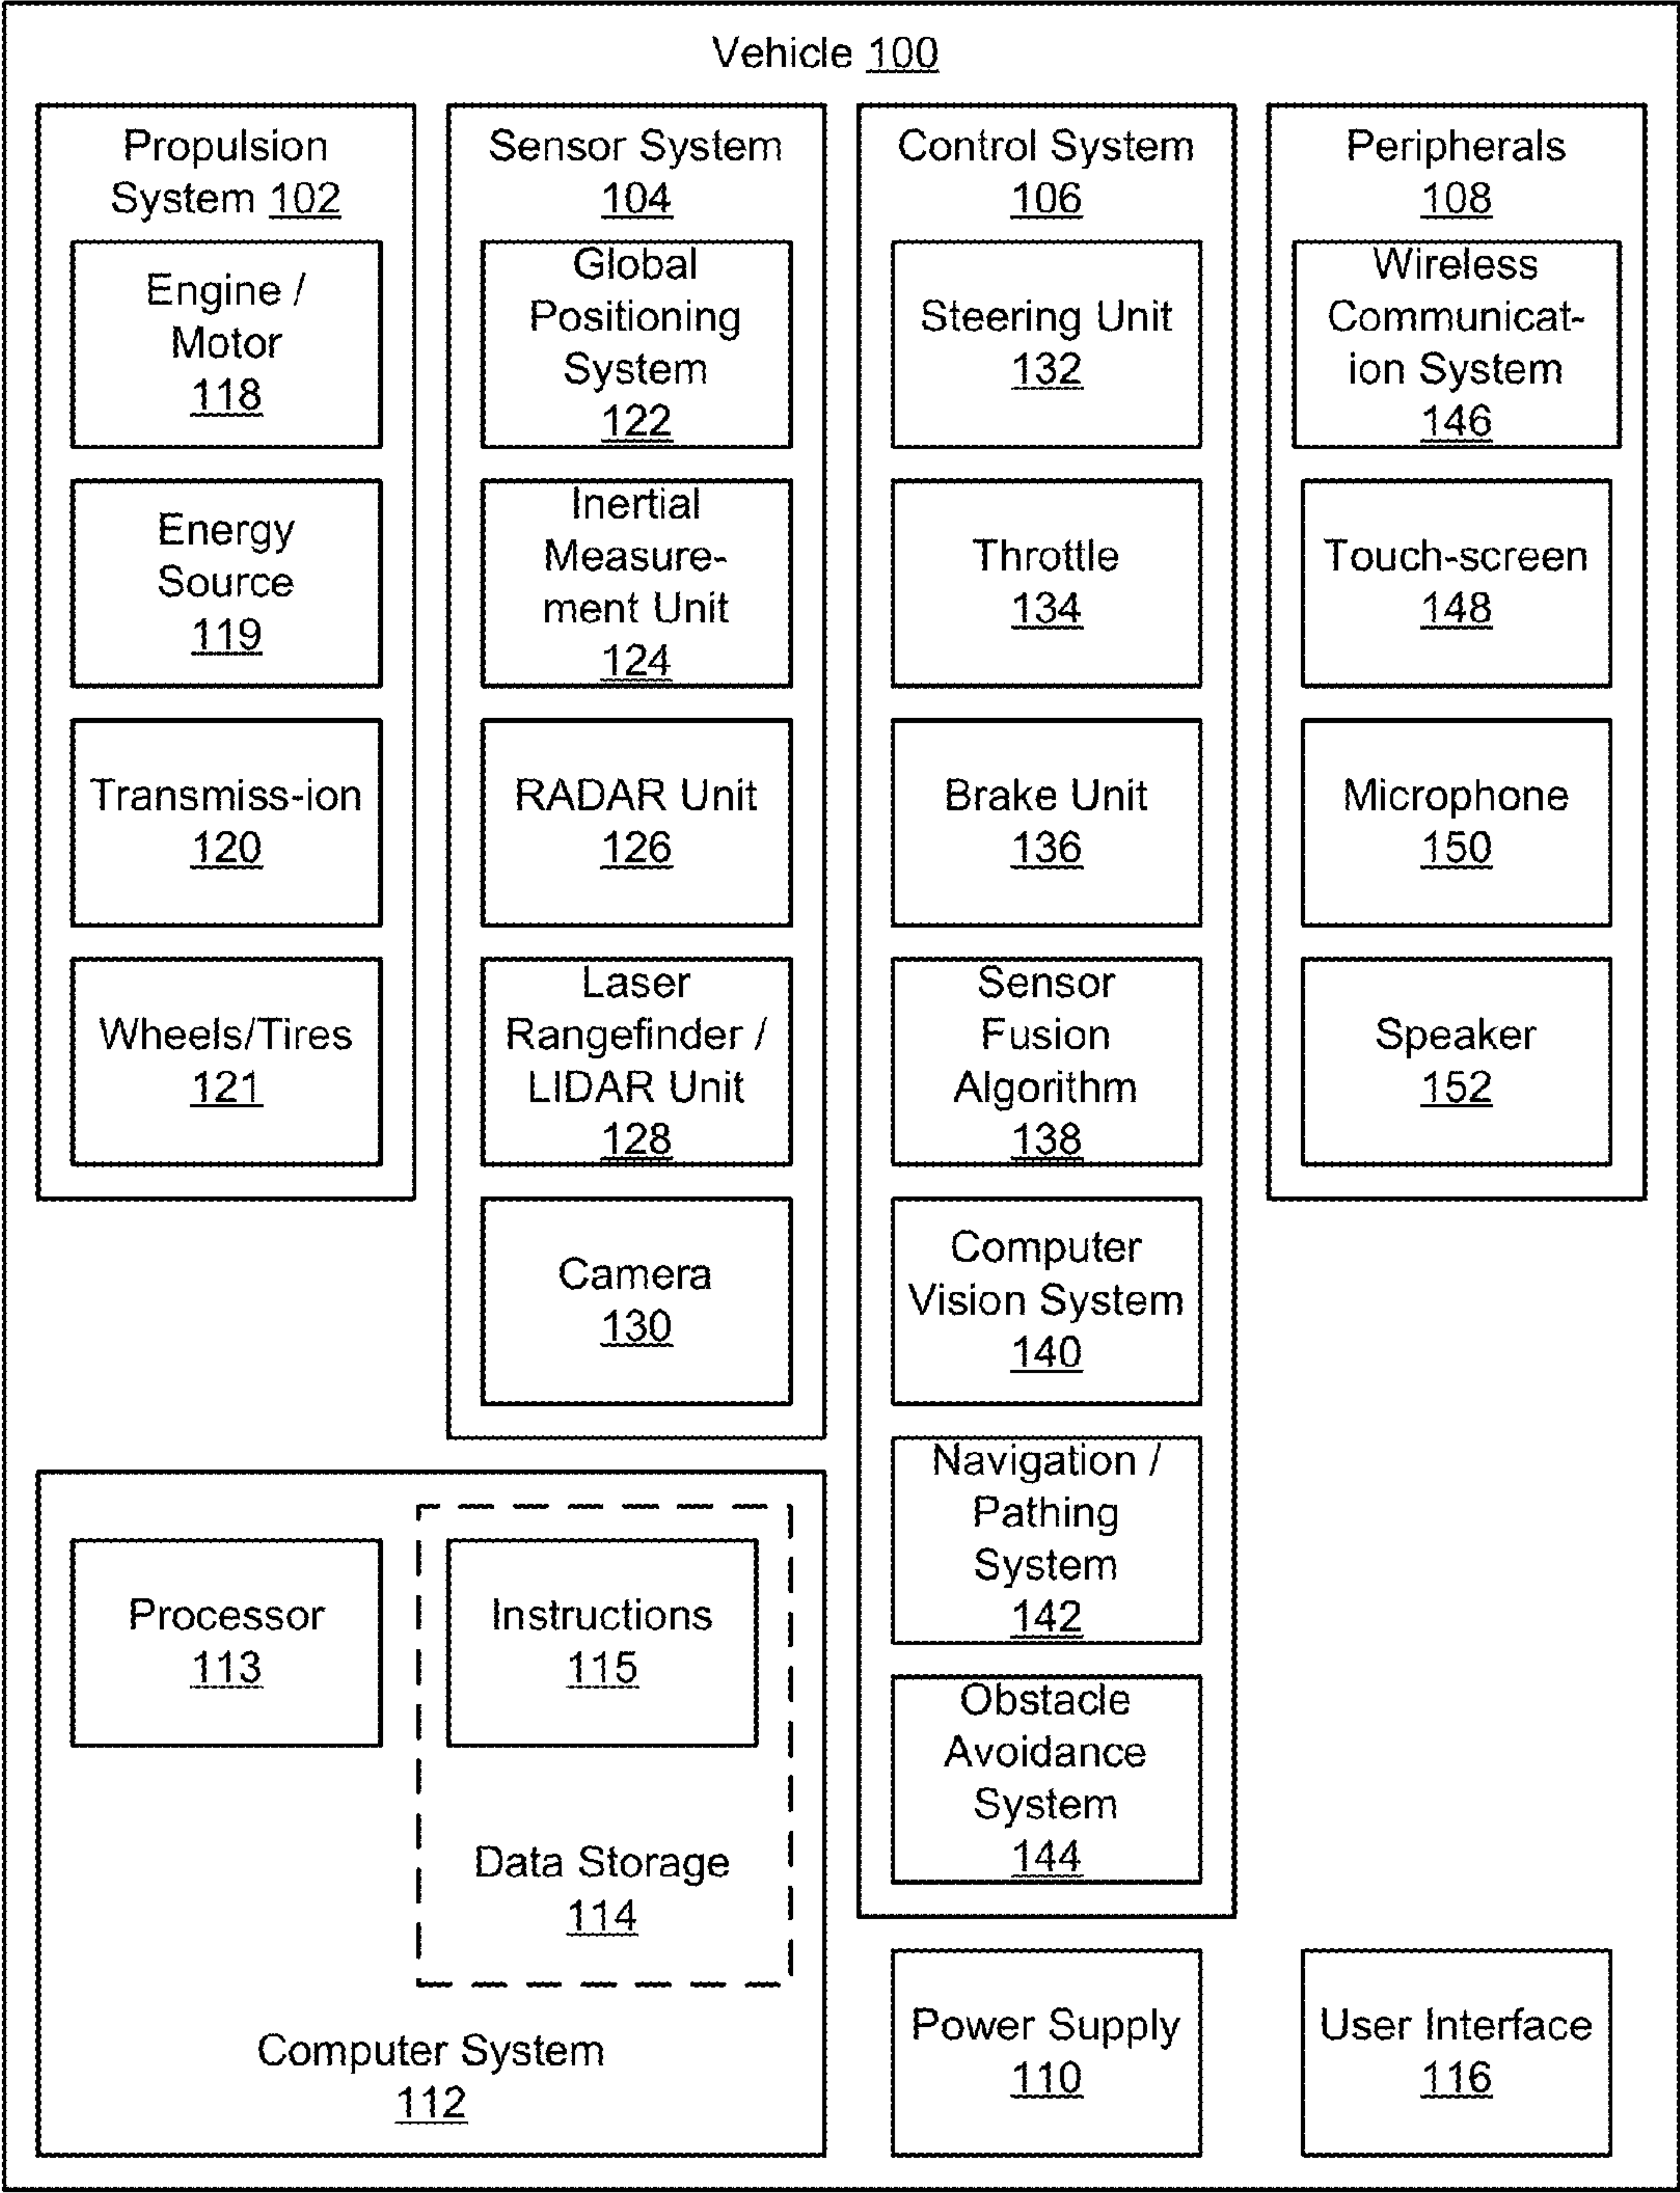 Vehicle 100
Propulsion
System 102
Engine /
Motor
118
Energy
Source
119
Transmiss-ion
120
Wheels/Tires
121
Sensor System
104
Global
Positioning
System
122
Inertial
Measure-
ment Unit
124
RADAR Unit
126
Laser
Rangefinder /
LIDAR Unit
128
Camera
130
Control System
106
Steering Unit
132
Throttle
134
Brake Unit
136
Sensor
Fusion
Algorithm
138
Computer
Vision System
140
Navigation /
Pathing
System
142
Obstacle
Avoidance
System
144
Peripherals
108
Wireless
Communicat-
ion System
146
Touch-screen
148
Microphone
150
Speaker
152
Processor
113
Instructions
115
Data Storage
114
Computer System
112
Power Supply
110
User Interface
116